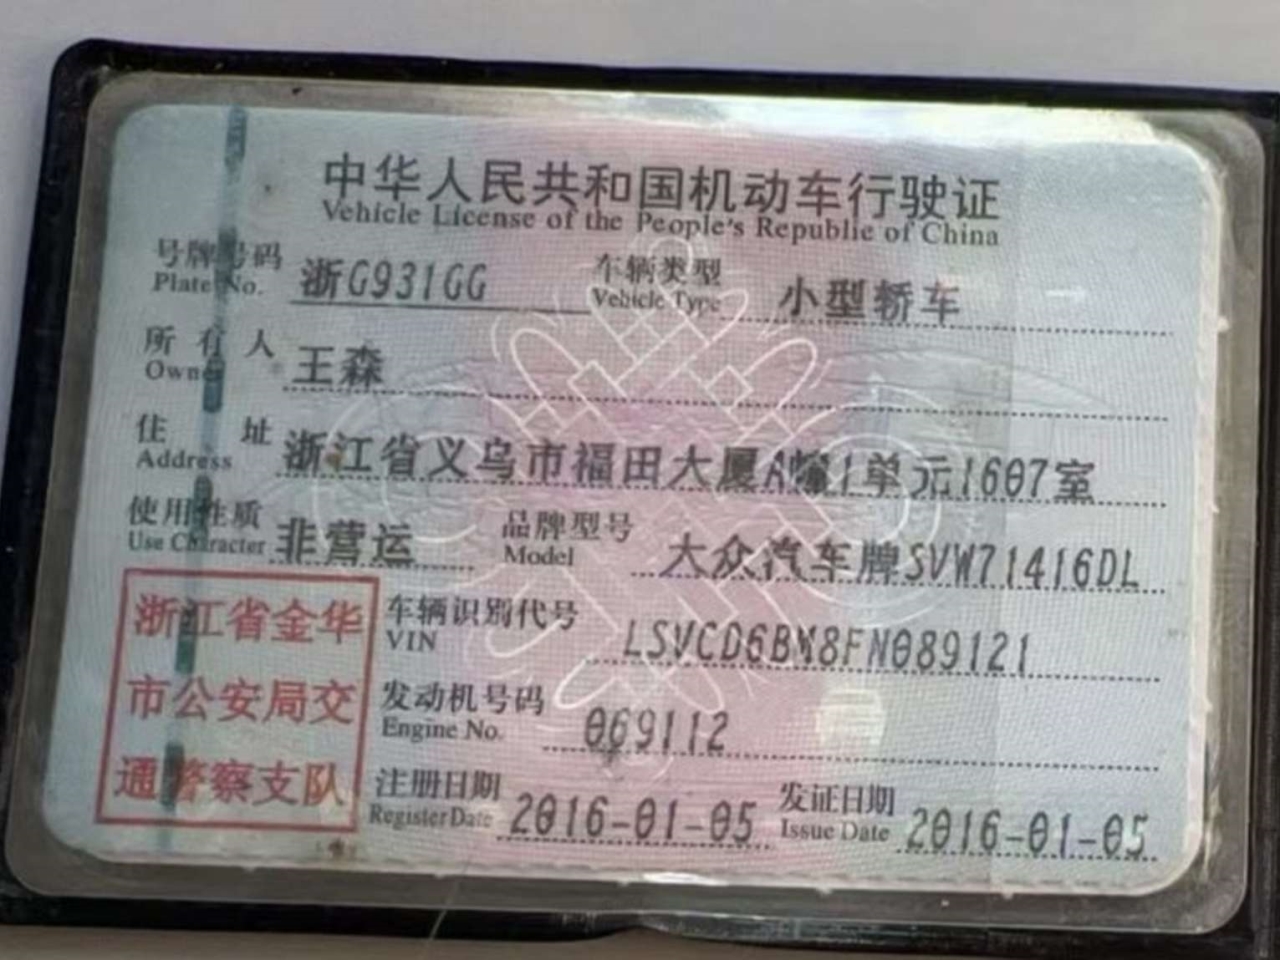 中华人民共和国机动车行驶证
Vehicle License of the People's Republic of China
号牌号码 浙G931GG 车辆类型 小型轿车
Plate No. Vehicle Type
所有人 王森
Owner
住址 浙江省义乌市福田大厦A幢1单元1607室
Address
使用性质 非营运 品牌型号 大众汽车牌SVW71416DL
Use Character Model
浙江省金华
市公安局交
通警察支队
车辆识别代号 LSVCD6BM8FN089121
VIN
发动机号码 069112
Engine No.
注册日期 2016-01-05 发证日期 2016-01-05
Register Date Issue Date